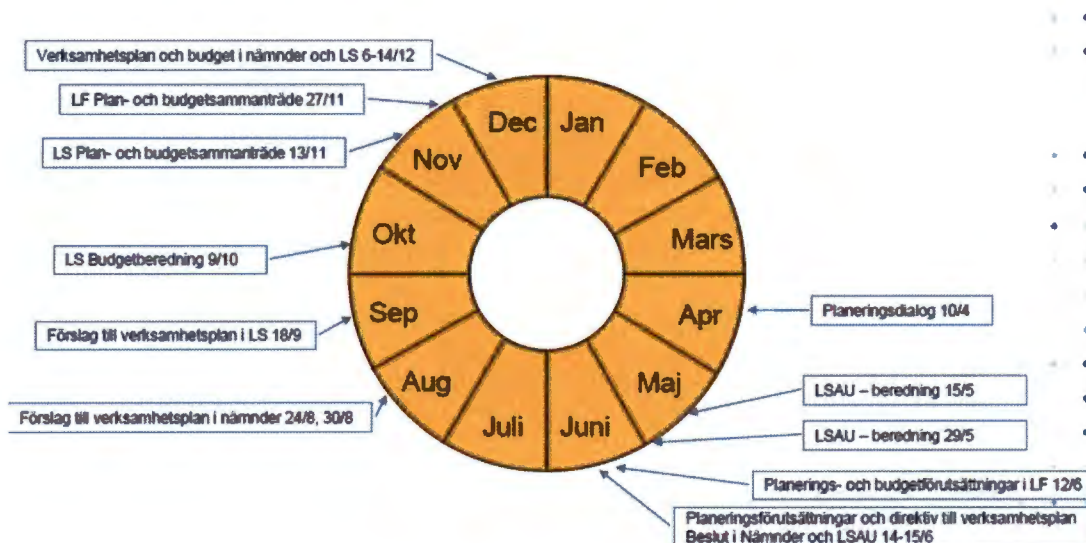 Verksamhetsplan och budget i nämnder och LS 6-14/12
LF Plan- och budgetsammanträde 27/11
LS Plan- och budgetsammanträde 13/11
LS Budgetberedning 9/10
Förslag till verksamhetsplan i LS 18/9
Förslag till verksamhetsplan i nämnder 24/8, 30/8
Jan
Feb
Mars
Apr
Maj
Juni
Juli
Aug
Sep
Okt
Nov
Dec
Planeringsdialog 10/4
LSAU – beredning 15/5
LSAU – beredning 29/5
Planerings- och budgetförutsättningar i LF 12/6
Planeringsförutsättningar och direktiv till verksamhetsplan
Beslut i Nämnder och LSAU 14-15/6